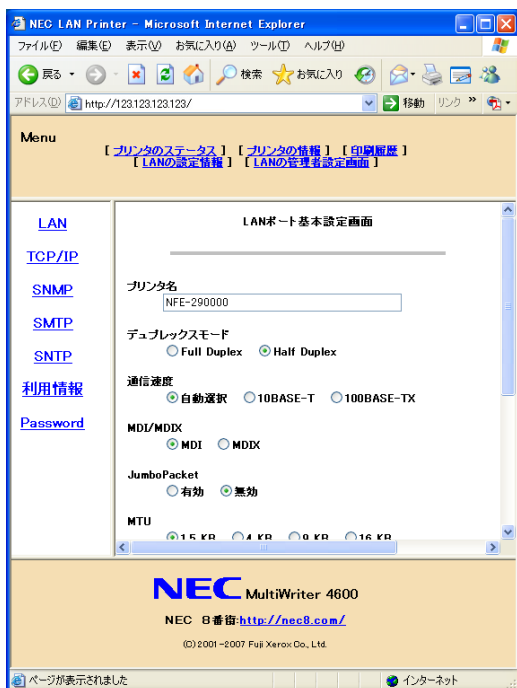 NEC LAN Printer - Microsoft Internet Explorer
ファイル(F) 編集(E) 表示(V) お気に入り(A) ツール(T) ヘルプ(H)
戻る 検索 お気に入り
アドレス(D) http://123.123.123.123/ 移動 リンク »
Menu
[ プリンタのステータス ] [ プリンタの情報 ] [ 印刷履歴 ]
[ LANの設定情報 ] [ LANの管理者設定画面 ]
LAN
TCP/IP
SNMP
SMTP
SNTP
利用情報
Password
LANポート基本設定画面
プリンタ名
NFE-290000
デュプレックスモード
Full Duplex Half Duplex
通信速度
自動選択 10BASE-T 100BASE-TX
MDI/MDIX
MDI MDIX
JumboPacket
有効 無効
MTU
1.5 KB 4 KB 9 KB 16 KB
NEC MultiWriter 4600
NEC 8番街:http://nec8.com/
(C)2001-2007 Fuji Xerox Co., Ltd.
ページが表示されました インターネット